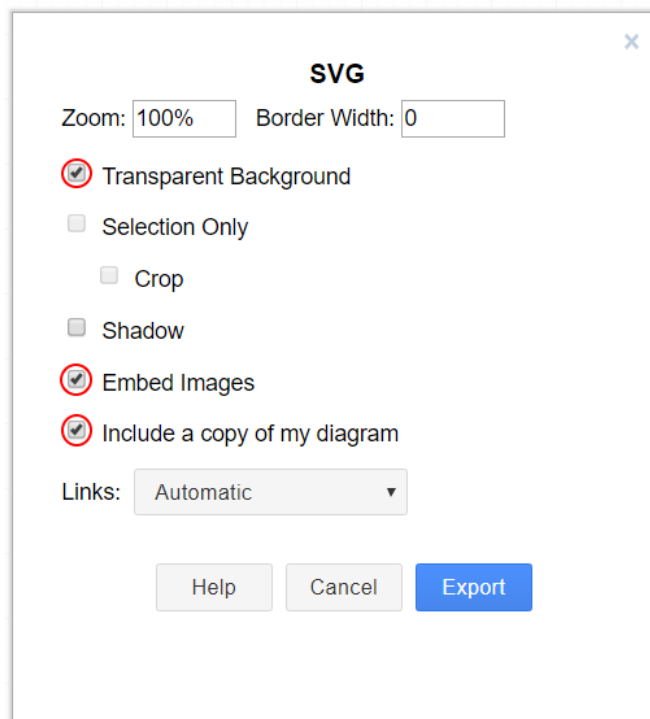 SVG
Zoom: 100% Border Width: 0
Transparent Background
Selection Only
Crop
Shadow
Embed Images
Include a copy of my diagram
Links: Automatic
Help Cancel Export